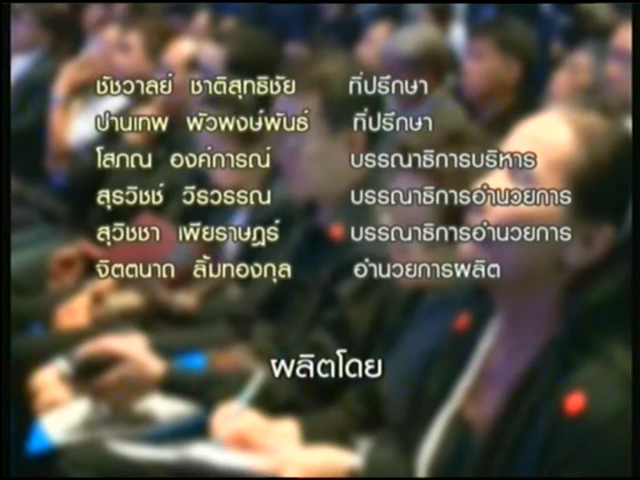 ชัชวาลย์ ชาติสุทธิชัย ที่ปรึกษา
ปานเทพ พัวพงษ์พันธ์ ที่ปรึกษา
โสภณ องค์การณ์ บรรณาธิการบริหาร
สุรวิชช์ วีรวรรณ บรรณาธิการอำนวยการ
สุวิชชา เพียราษฎร์ บรรณาธิการอำนวยการ
จิตตนาถ ลิ้มทองกุล อำนวยการผลิต
ผลิตโดย